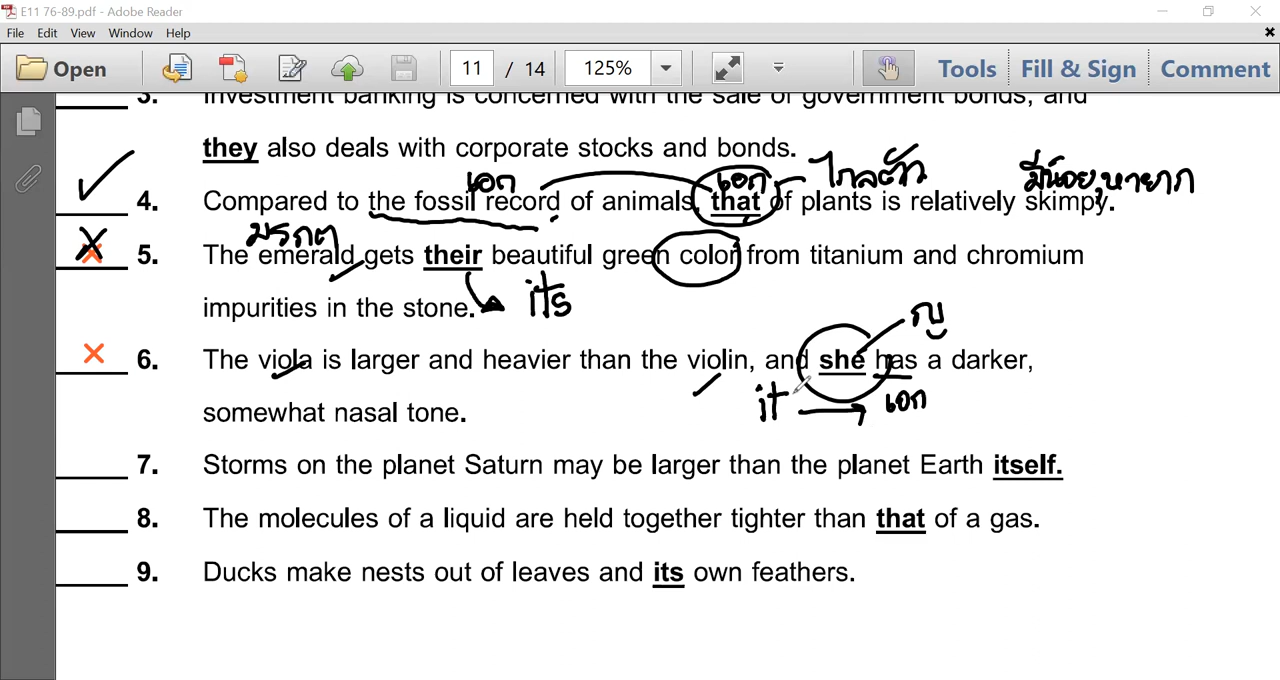 E11 76-89.pdf - Adobe Reader
File Edit View Window Help
Open 11 / 14 125% Tools Fill & Sign Comment
3. Investment banking is concerned with the sale of government bonds, and
they also deals with corporate stocks and bonds.
เอก เอก ไกลตัว มีน้อย, หายาก
4. Compared to the fossil record of animals, that of plants is relatively skimpy.
มรกต
5. The emerald gets their beautiful green color from titanium and chromium
impurities in the stone. its
ญ
6. The viola is larger and heavier than the violin, and she has a darker,
it เอก
somewhat nasal tone.
7. Storms on the planet Saturn may be larger than the planet Earth itself.
8. The molecules of a liquid are held together tighter than that of a gas.
9. Ducks make nests out of leaves and its own feathers.